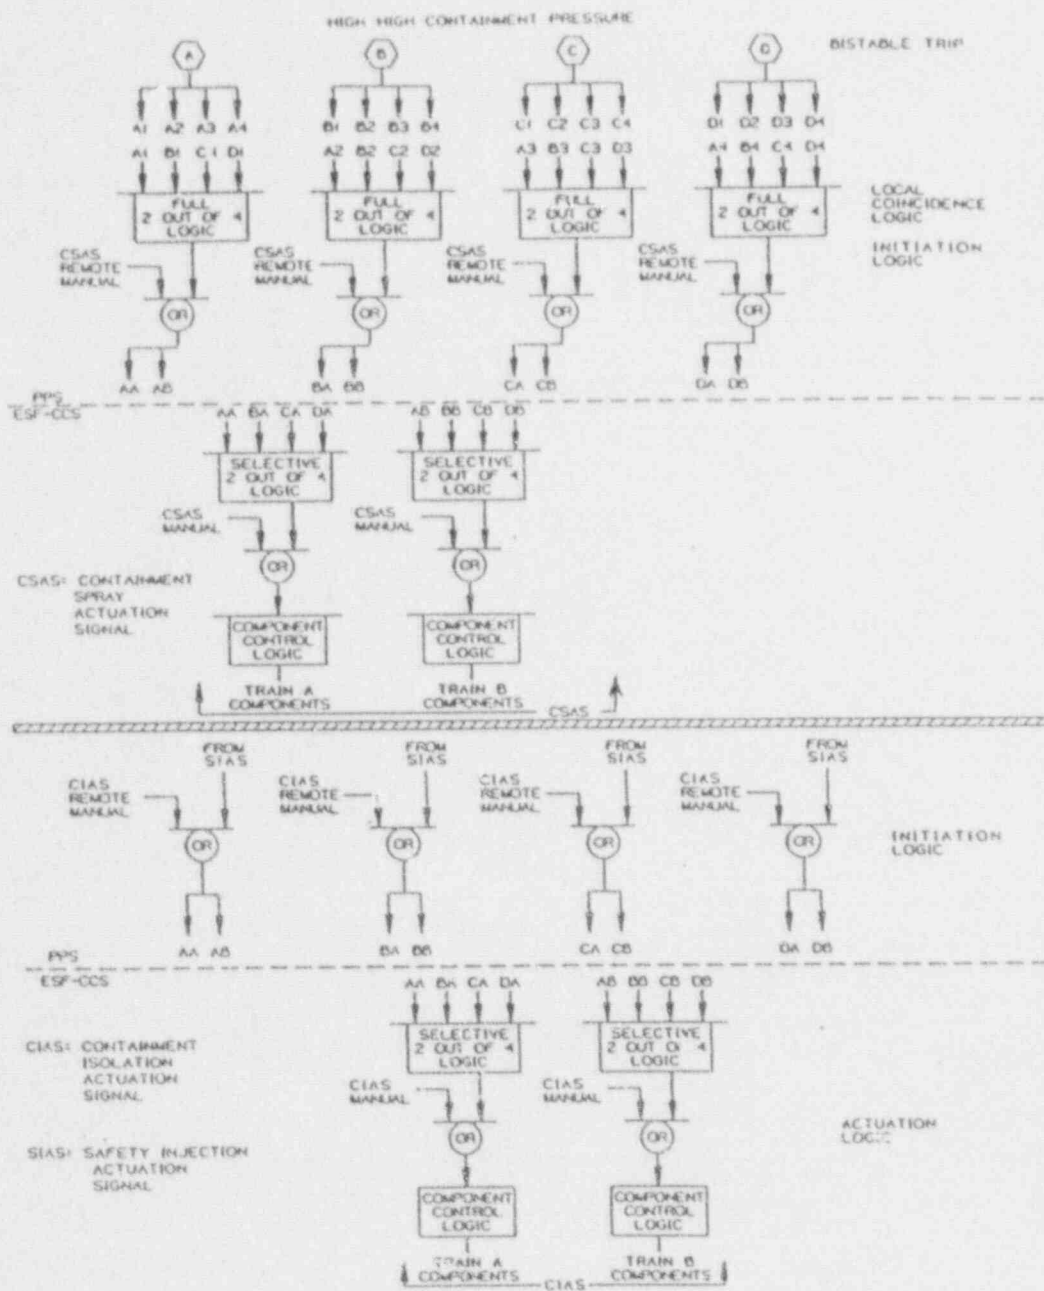 HIGH HIGH CONTAINMENT PRESSURE
A B C D BISTABLE TRIP
A1 A2 A3 A4 B1 B2 B3 B4 C1 C2 C3 C4 D1 D2 D3 D4
A1 B1 C1 D1 A2 B2 C2 D2 A3 B3 C3 D3 A4 B4 C4 D4
FULL
2 OUT OF 4
LOGIC
FULL
2 OUT OF 4
LOGIC
FULL
2 OUT OF 4
LOGIC
FULL
2 OUT OF 4
LOGIC
LOCAL
COINCIDENCE
LOGIC
CSAS
REMOTE
MANUAL
CSAS
REMOTE
MANUAL
CSAS
REMOTE
MANUAL
CSAS
REMOTE
MANUAL
INITIATION
LOGIC
OR OR OR OR
AA AB BA BB CA CB DA DB
PPS
ESF-CCS
AA BA CA DA AB BB CB DB
SELECTIVE
2 OUT OF 4
LOGIC
SELECTIVE
2 OUT OF 4
LOGIC
CSAS
MANUAL
CSAS
MANUAL
OR OR
CSAS= CONTAINMENT
SPRAY
ACTUATION
SIGNAL
COMPONENT
CONTROL
LOGIC
COMPONENT
CONTROL
LOGIC
TRAIN A
COMPONENTS
TRAIN B
COMPONENTS
CSAS
FROM
SIAS
FROM
SIAS
FROM
SIAS
FROM
SIAS
CIAS
REMOTE
MANUAL
CIAS
REMOTE
MANUAL
CIAS
REMOTE
MANUAL
CIAS
REMOTE
MANUAL
OR OR OR OR
INITIATION
LOGIC
AA AB BA BB CA CB DA DB
PPS
ESF-CCS
AA BA CA DA AB BB CB DB
SELECTIVE
2 OUT OF 4
LOGIC
SELECTIVE
2 OUT OF 4
LOGIC
CIAS= CONTAINMENT
ISOLATION
ACTUATION
SIGNAL
CIAS
MANUAL
CIAS
MANUAL
OR OR
ACTUATION
LOGIC
SIAS= SAFETY INJECTION
ACTUATION
SIGNAL
COMPONENT
CONTROL
LOGIC
COMPONENT
CONTROL
LOGIC
TRAIN A
COMPONENTS
TRAIN B
COMPONENTS
CIAS